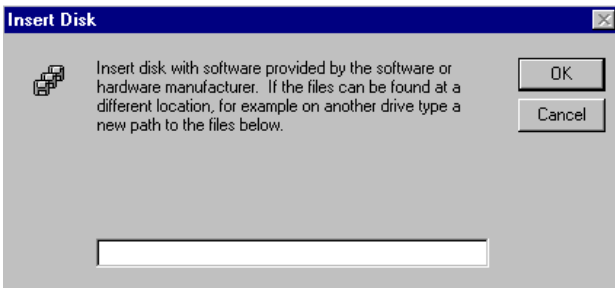 Insert Disk
Insert disk with software provided by the software or
hardware manufacturer.  If the files can be found at a
different location, for example on another drive type a
new path to the files below.
OK
Cancel